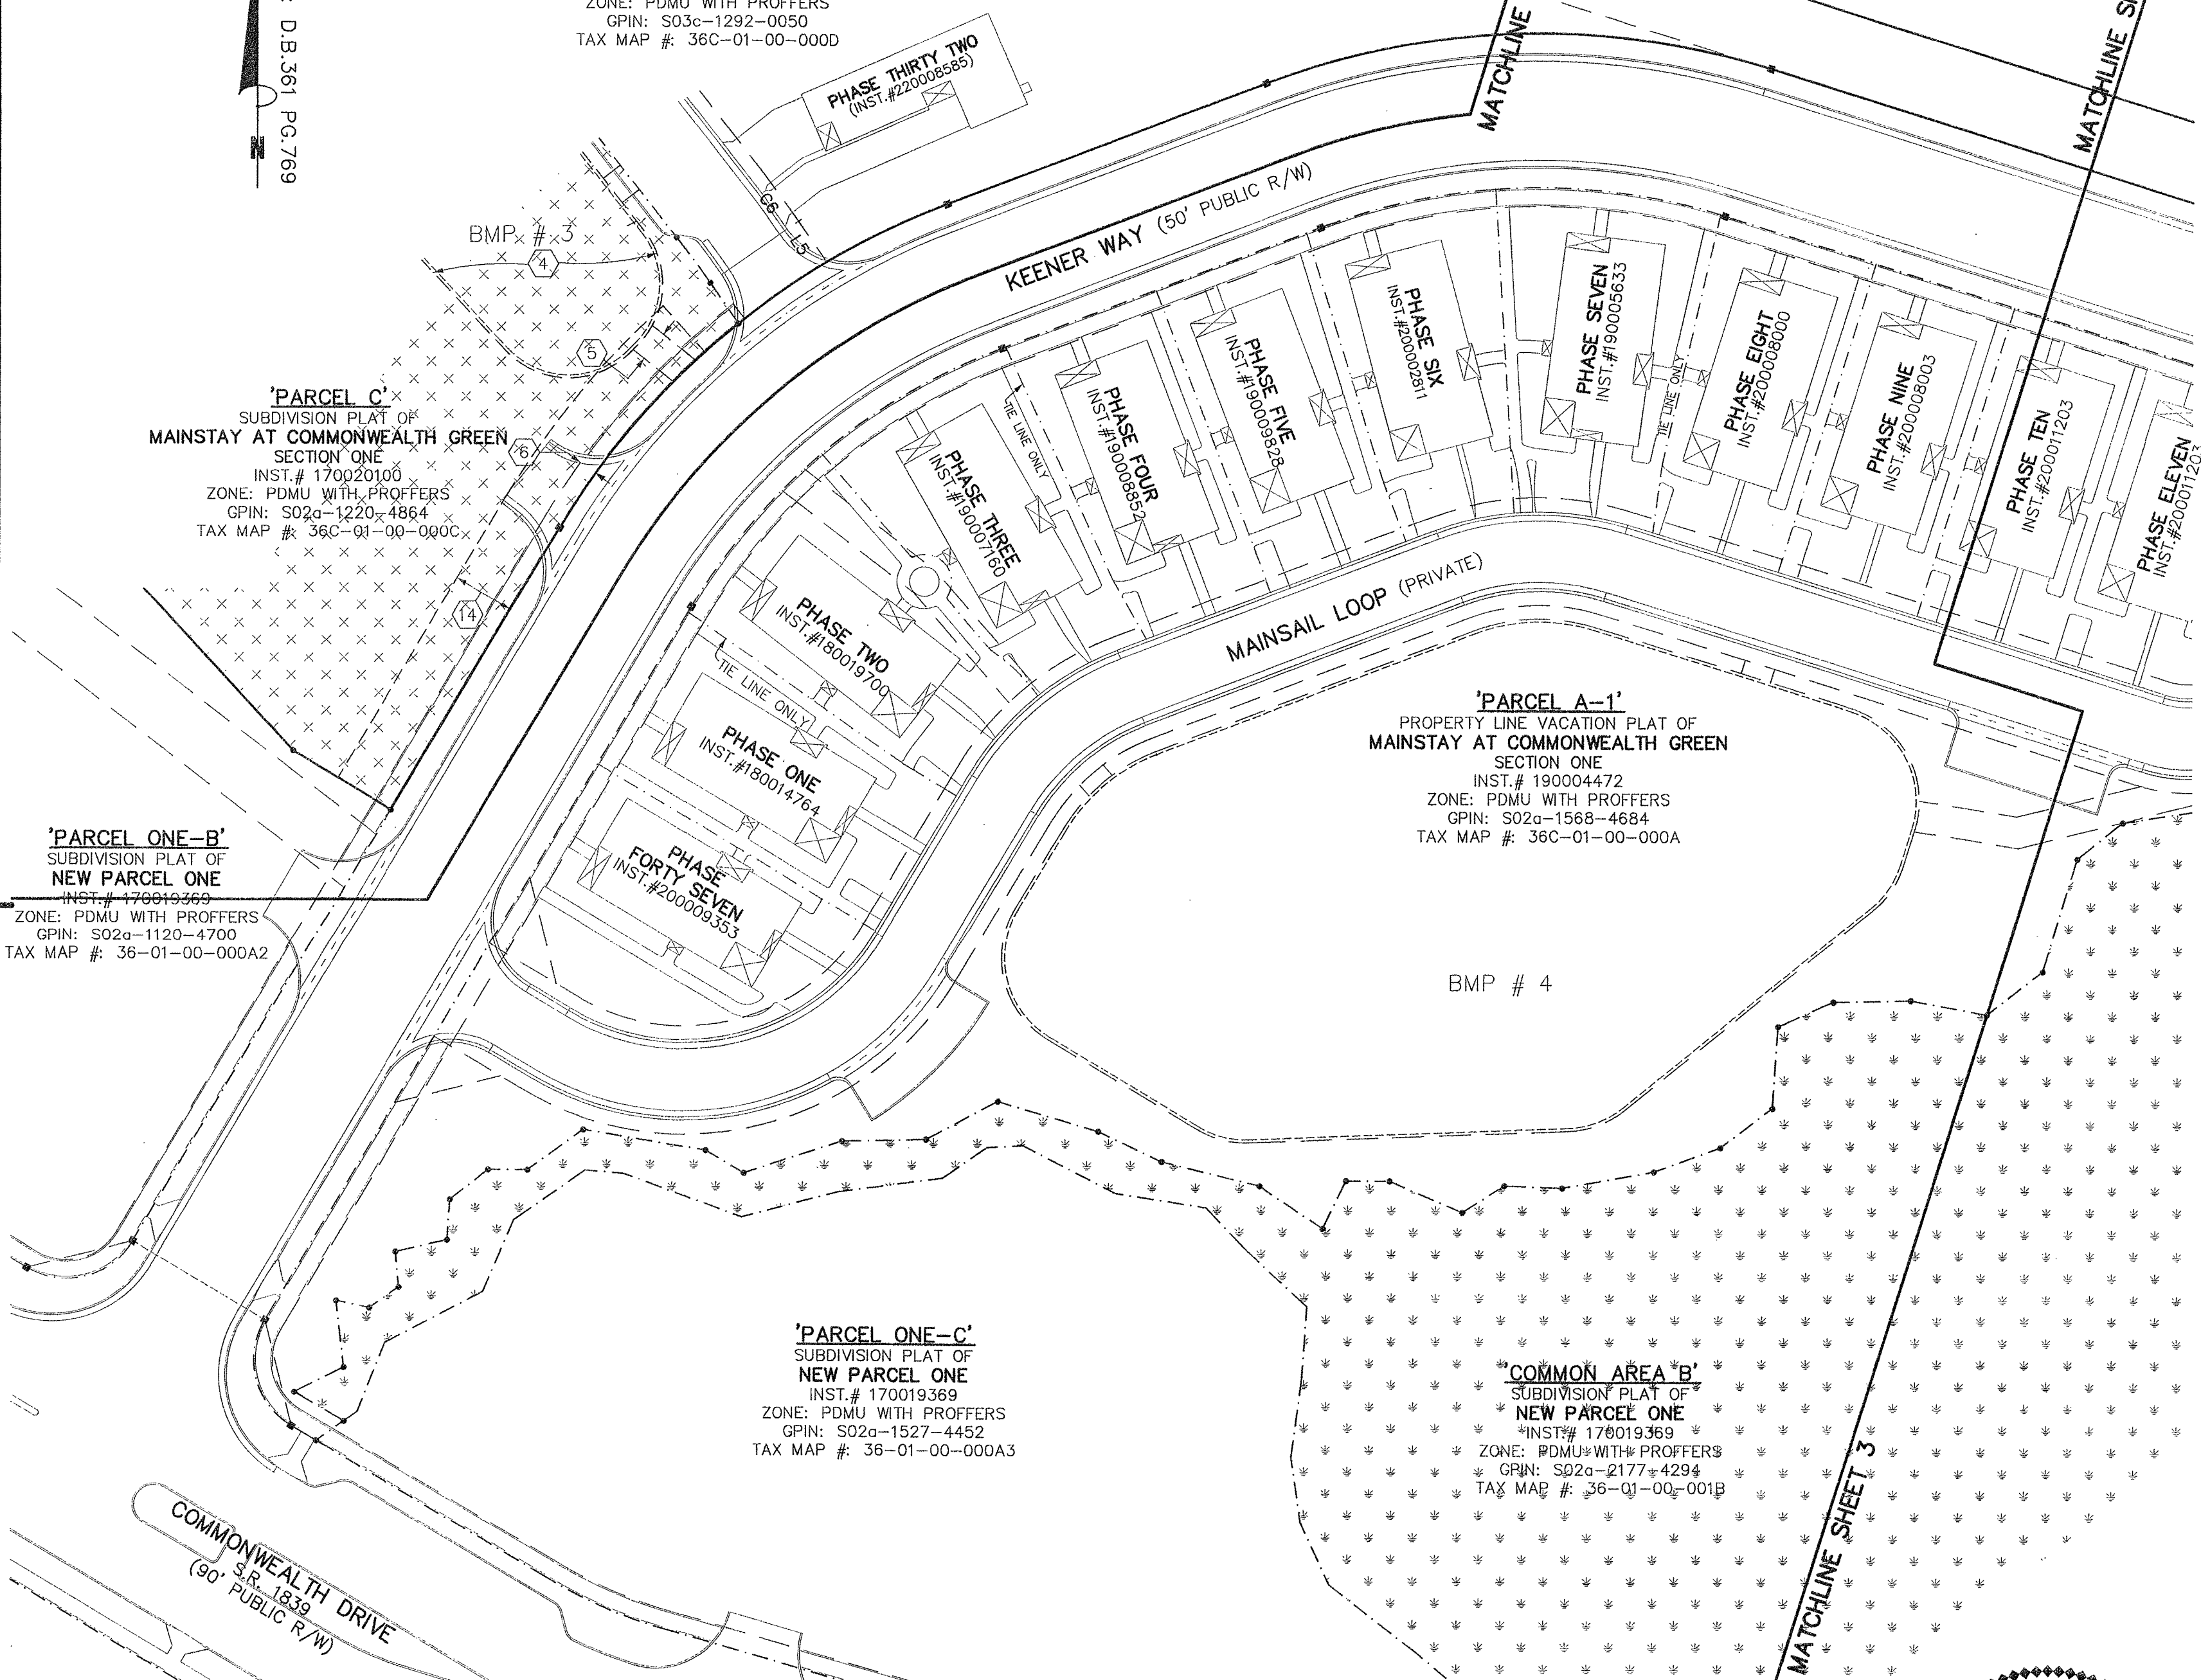 ZONE: PDMU WITH PROFFERS
GPIN: S03c-1292-0050
TAX MAP #: 36C-01-00-000D
D.B.361 PG.769
N
PHASE THIRTY TWO
(INST.#220008585)
MATCHLINE
MATCHLINE
C6
L5
BMP # 3
4
5
6
14
KEENER WAY (50' PUBLIC R/W)
'PARCEL C'
SUBDIVISION PLAT OF
MAINSTAY AT COMMONWEALTH GREEN
SECTION ONE
INST.# 170020100
ZONE: PDMU WITH PROFFERS
GPIN: S02a-1220-4864
TAX MAP #: 36C-01-00-000C
PHASE THREE
INST.#190007160
TIE LINE ONLY
PHASE FOUR
INST.#190008852
PHASE FIVE
INST.#190009828
PHASE SIX
INST.#200002811
PHASE SEVEN
INST.#190005633
TIE LINE ONLY
PHASE EIGHT
INST.#200008000
PHASE NINE
INST.#200008003
PHASE TEN
INST.#200011203
PHASE ELEVEN
INST.#200011203
PHASE TWO
INST.#180019700
TIE LINE ONLY
PHASE ONE
INST.#180014764
PHASE
FORTY SEVEN
INST.#200009353
MAINSAIL LOOP (PRIVATE)
'PARCEL A-1'
PROPERTY LINE VACATION PLAT OF
MAINSTAY AT COMMONWEALTH GREEN
SECTION ONE
INST.# 190004472
ZONE: PDMU WITH PROFFERS
GPIN: S02a-1568-4684
TAX MAP #: 36C-01-00-000A
BMP # 4
'PARCEL ONE-B'
SUBDIVISION PLAT OF
NEW PARCEL ONE
INST.# 170019369
ZONE: PDMU WITH PROFFERS
GPIN: S02a-1120-4700
TAX MAP #: 36-01-00-000A2
'PARCEL ONE-C'
SUBDIVISION PLAT OF
NEW PARCEL ONE
INST.# 170019369
ZONE: PDMU WITH PROFFERS
GPIN: S02a-1527-4452
TAX MAP #: 36-01-00-000A3
'COMMON AREA B'
SUBDIVISION PLAT OF
NEW PARCEL ONE
INST.# 170019369
ZONE: PDMU WITH PROFFERS
GPIN: S02a-2177-4294
TAX MAP #: 36-01-00-001B
MATCHLINE SHEET 3
COMMONWEALTH DRIVE
S.R. 1839
(90' PUBLIC R/W)